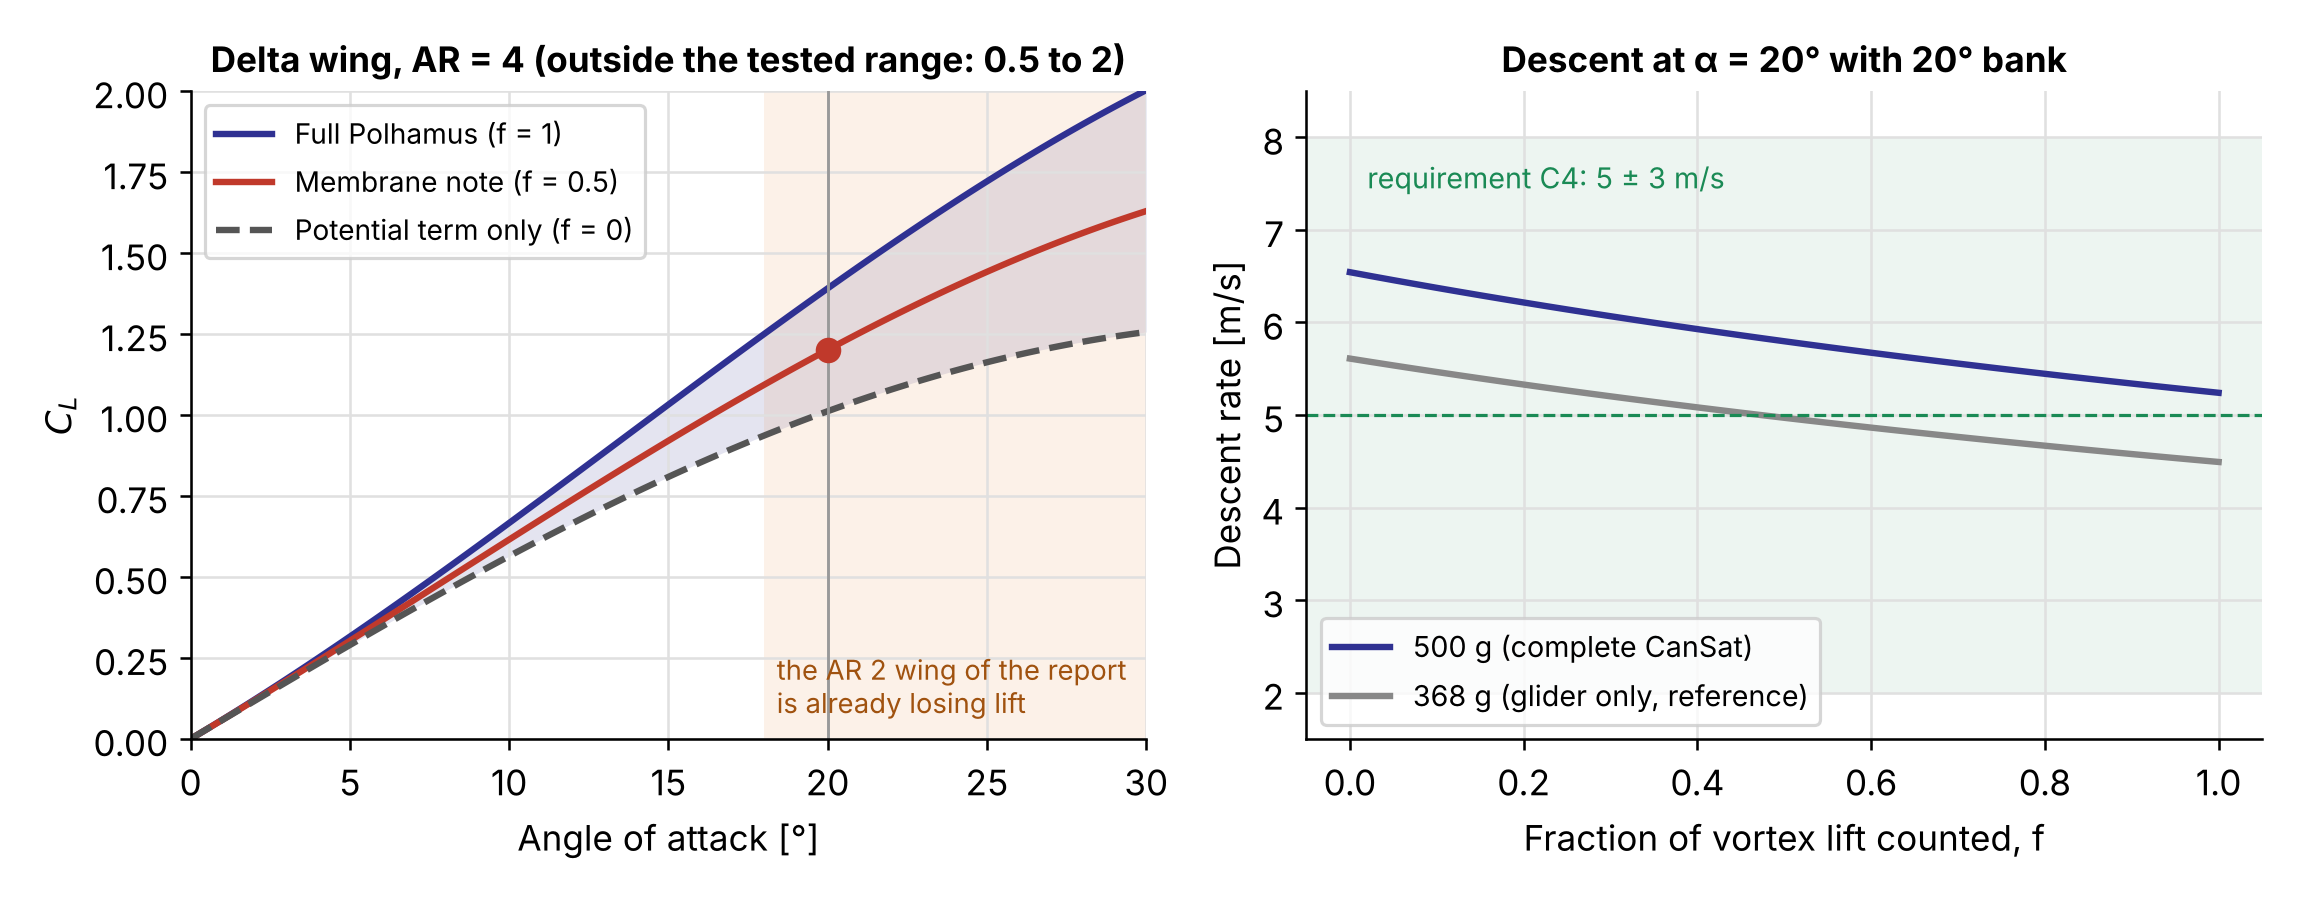 Delta wing, AR = 4 (outside the tested range: 0.5 to 2)
2.00
1.75
1.50
1.25
1.00
0.75
0.50
0.25
0.00
C_L
Full Polhamus (f = 1)
Membrane note (f = 0.5)
Potential term only (f = 0)
the AR 2 wing of the report
is already losing lift
0 5 10 15 20 25 30
Angle of attack [°]
Descent at α = 20° with 20° bank
8
7
6
5
4
3
2
Descent rate [m/s]
requirement C4: 5 ± 3 m/s
500 g (complete CanSat)
368 g (glider only, reference)
0.0 0.2 0.4 0.6 0.8 1.0
Fraction of vortex lift counted, f